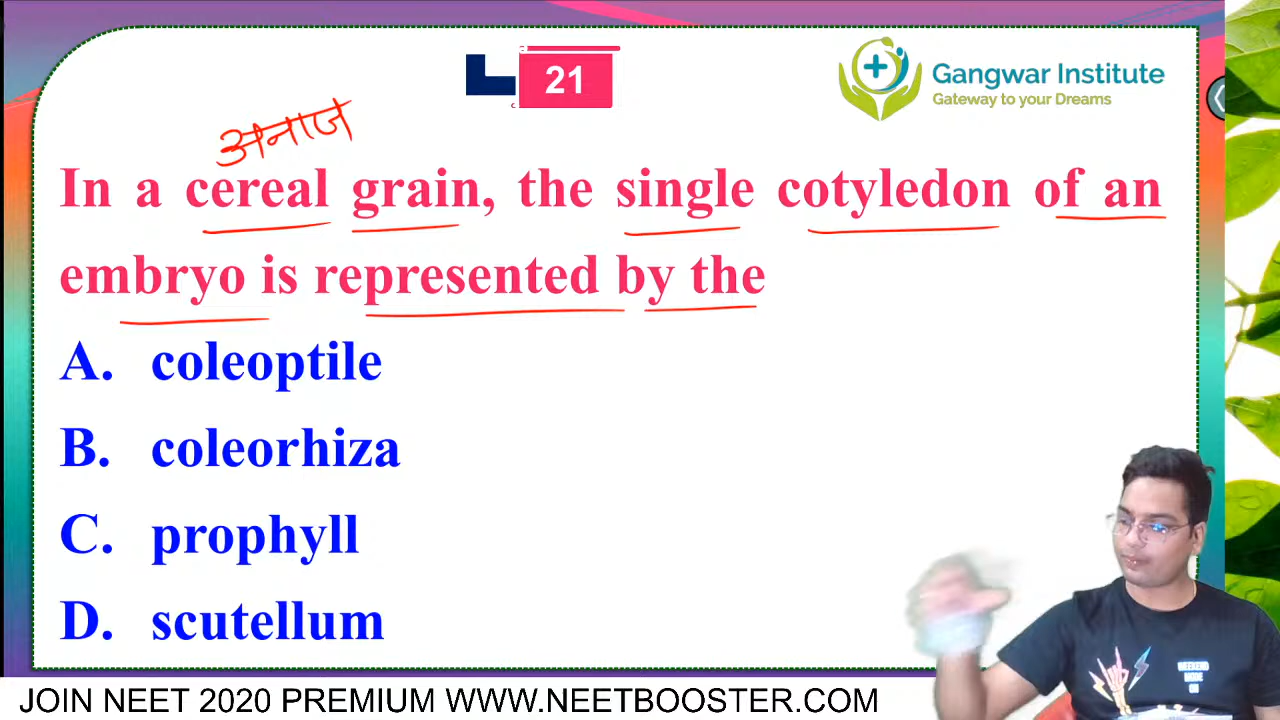 21
Gangwar Institute
Gateway to your Dreams
अनाज
In a cereal grain, the single cotyledon of an
embryo is represented by the
A. coleoptile
B. coleorhiza
C. prophyll
D. scutellum
JOIN NEET 2020 PREMIUM WWW.NEETBOOSTER.COM